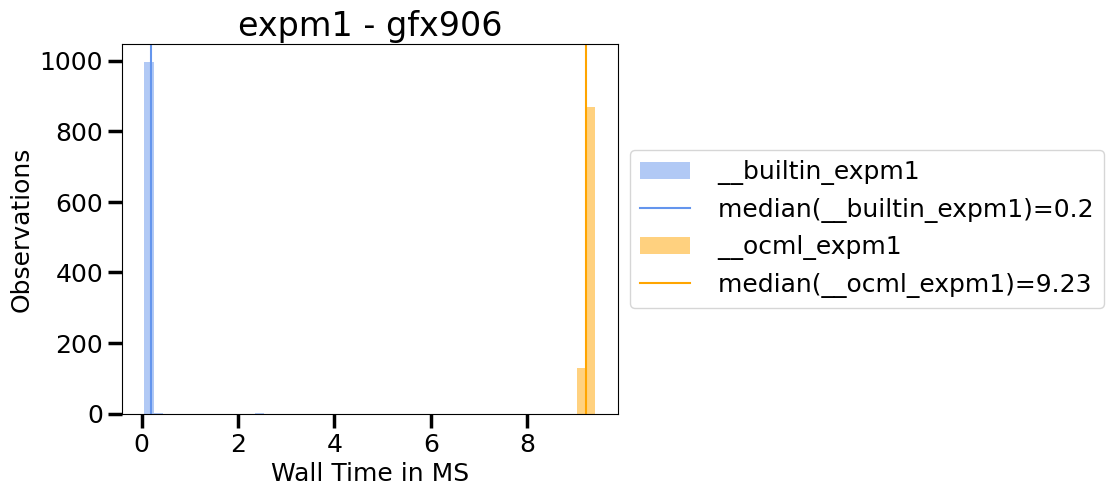 expm1 - gfx906
1000
800
600
400
200
0
Observations
0 2 4 6 8
Wall Time in MS
__builtin_expm1
median(__builtin_expm1)=0.2
__ocml_expm1
median(__ocml_expm1)=9.23